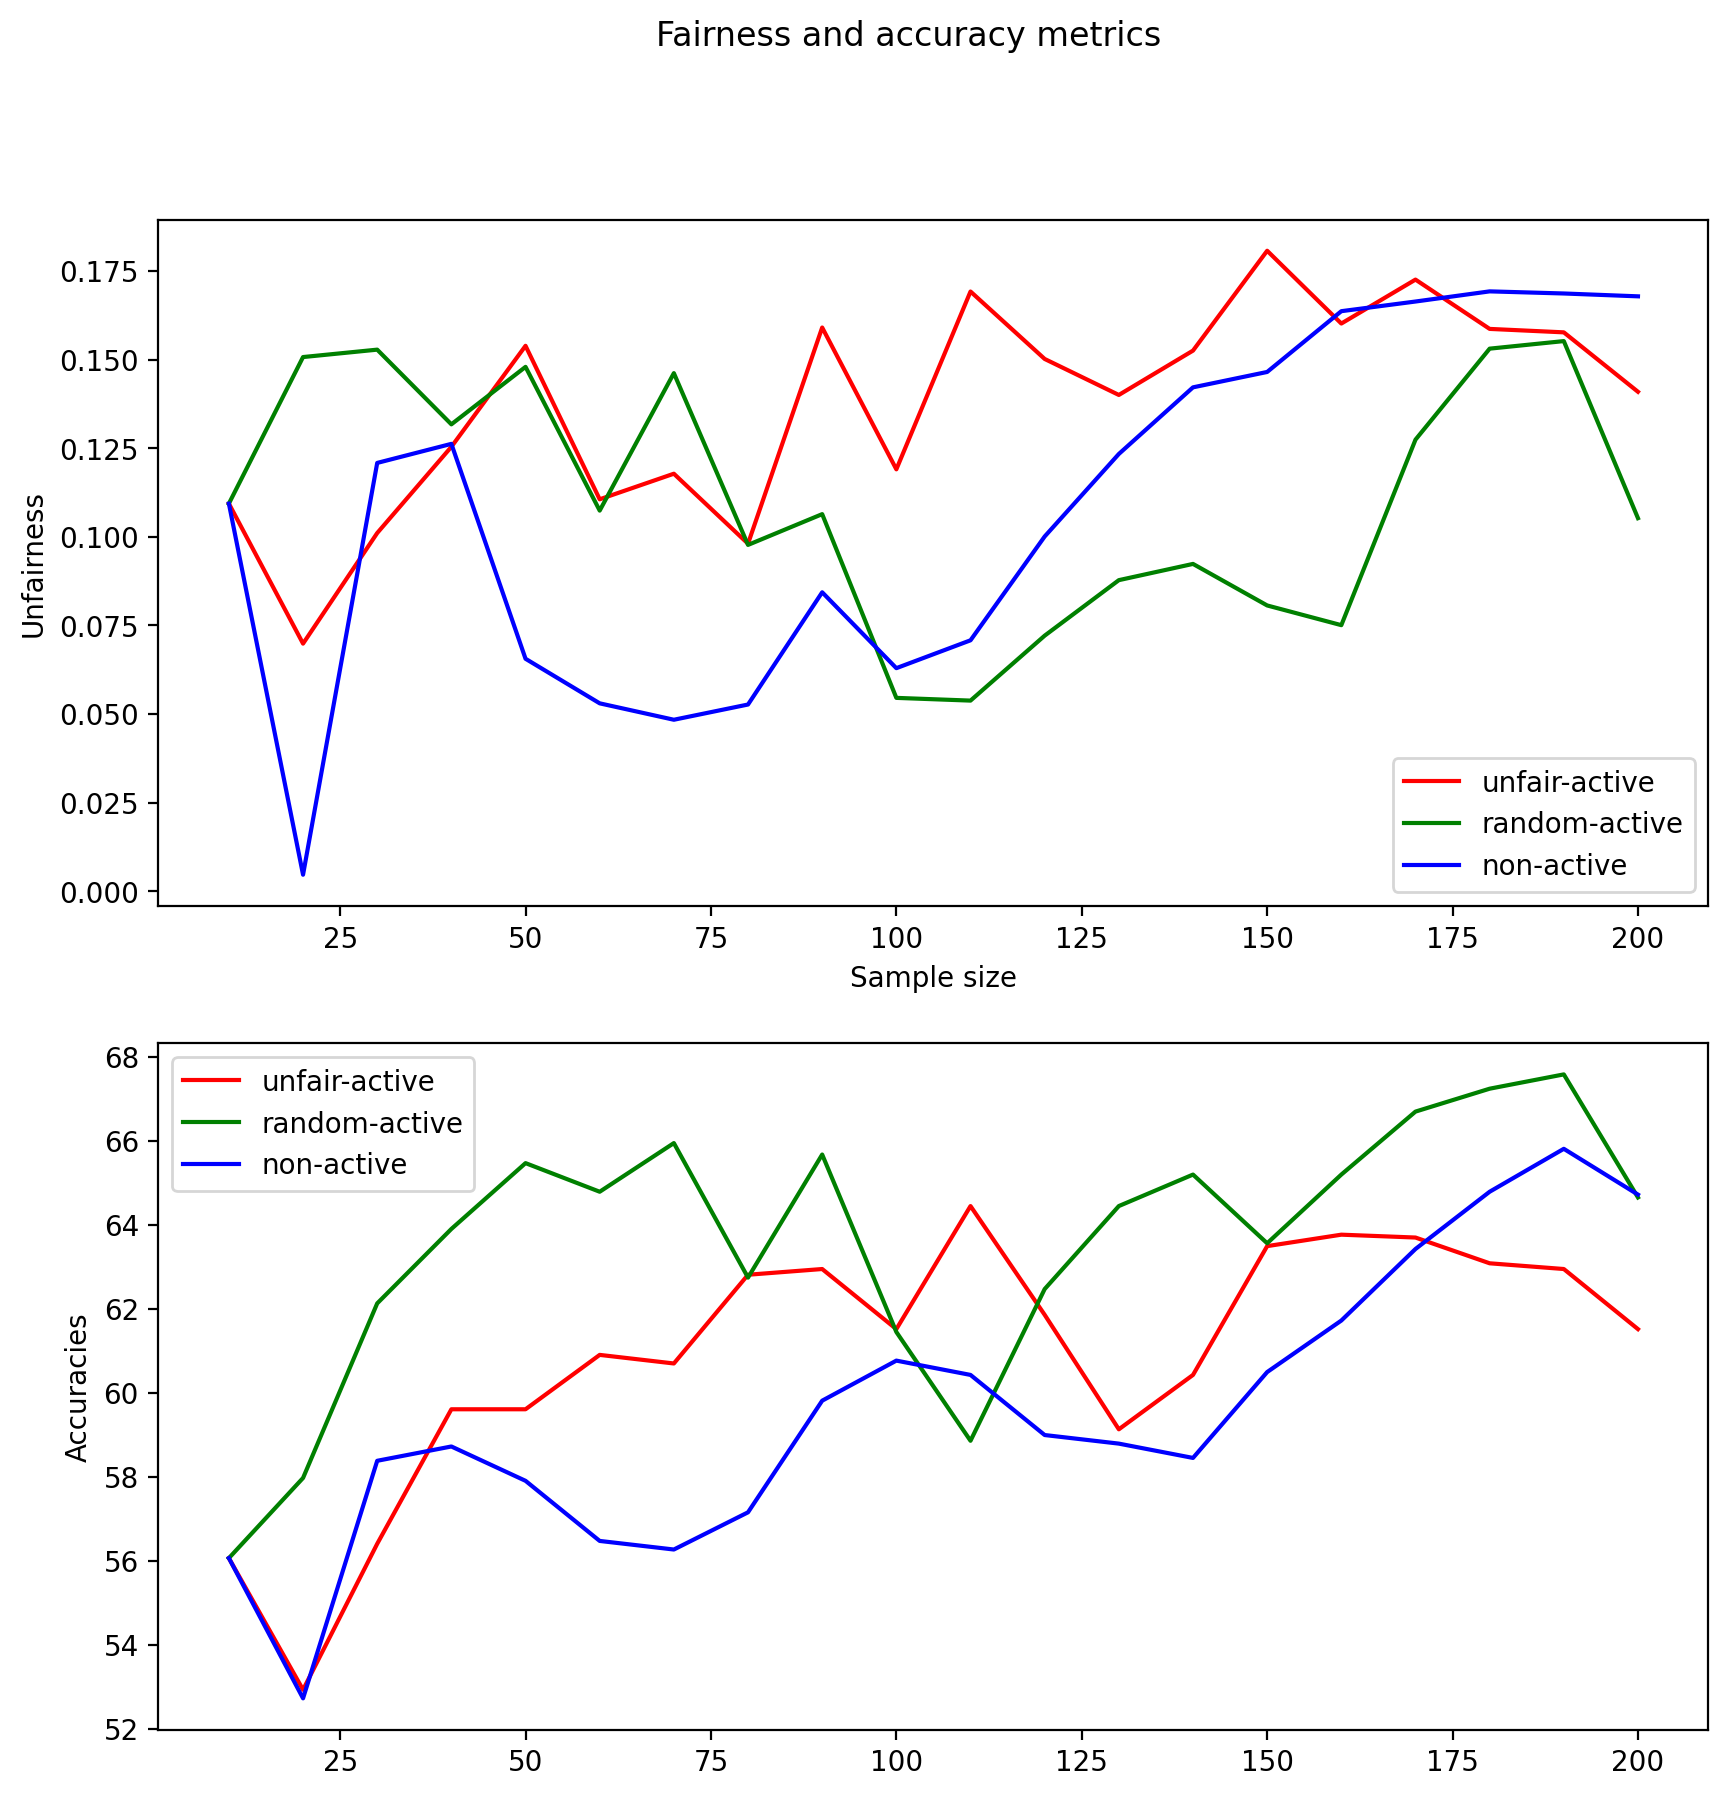 Fairness and accuracy metrics
0.175
0.150
0.125
0.100
0.075
0.050
0.025
0.000
Unfairness
unfair-active
random-active
non-active
25 50 75 100 125 150 175 200
Sample size
68
66
64
62
60
58
56
54
52
Accuracies
unfair-active
random-active
non-active
25 50 75 100 125 150 175 200